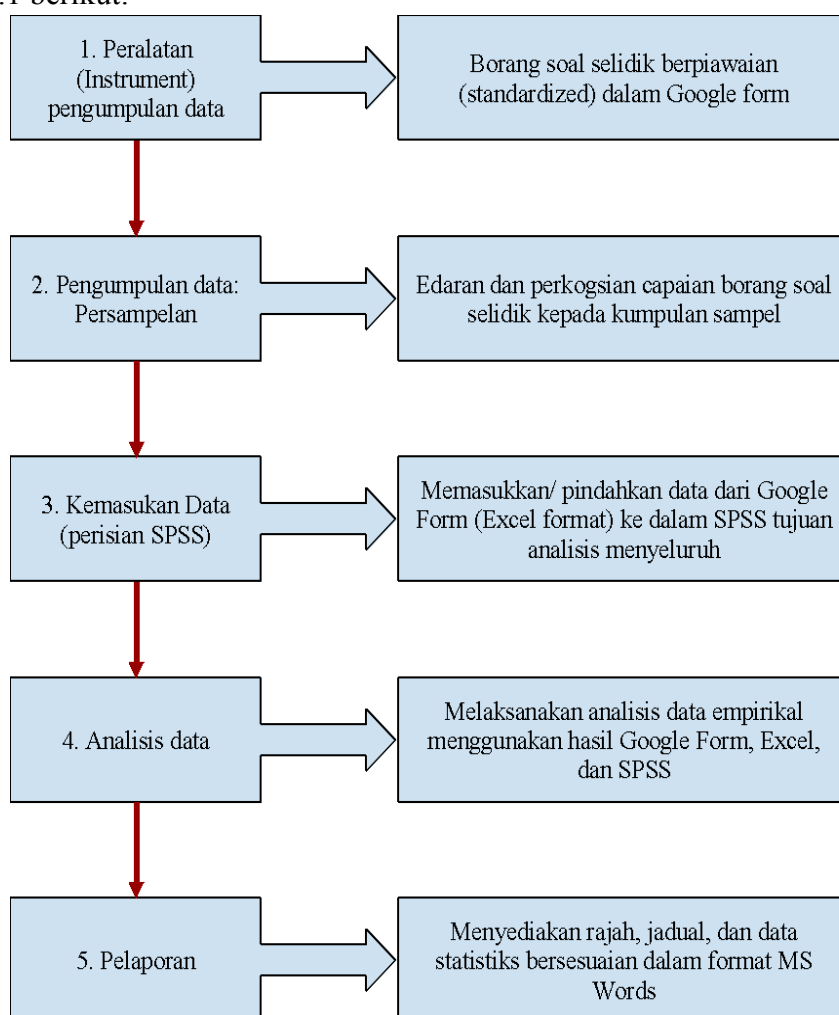 .1 berikut:
1. Peralatan
(Instrument)
pengumpulan data
Borang soal selidik berpiawaian
(standardized) dalam Google form
2. Pengumpulan data:
Persampelan
Edaran dan perkogsian capaian borang soal
selidik kepada kumpulan sampel
3. Kemasukan Data
(perisian SPSS)
Memasukkan/ pindahkan data dari Google
Form (Excel format) ke dalam SPSS tujuan
analisis menyeluruh
4. Analisis data
Melaksanakan analisis data empirikal
menggunakan hasil Google Form, Excel,
dan SPSS
5. Pelaporan
Menyediakan rajah, jadual, dan data
statistiks bersesuaian dalam format MS
Words